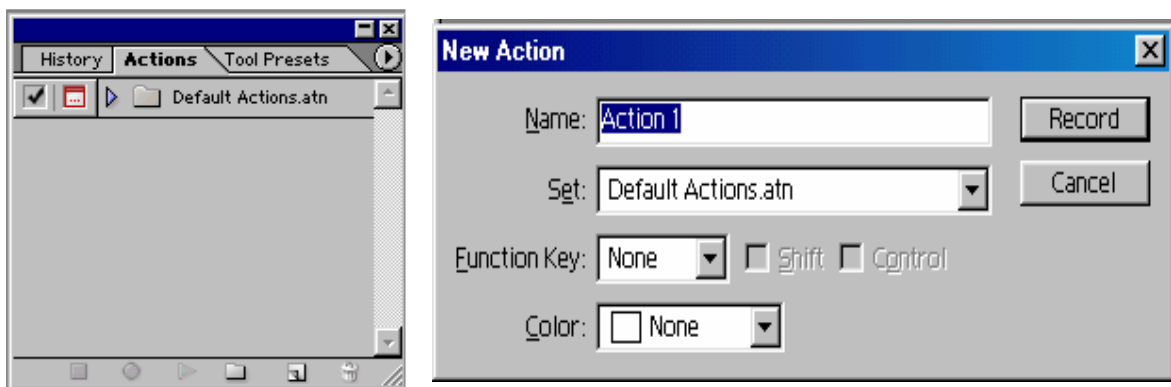 History Actions Tool Presets
Default Actions.atn
New Action
Name: Action 1 Record
Set: Default Actions.atn Cancel
Function Key: None Shift Control
Color: None